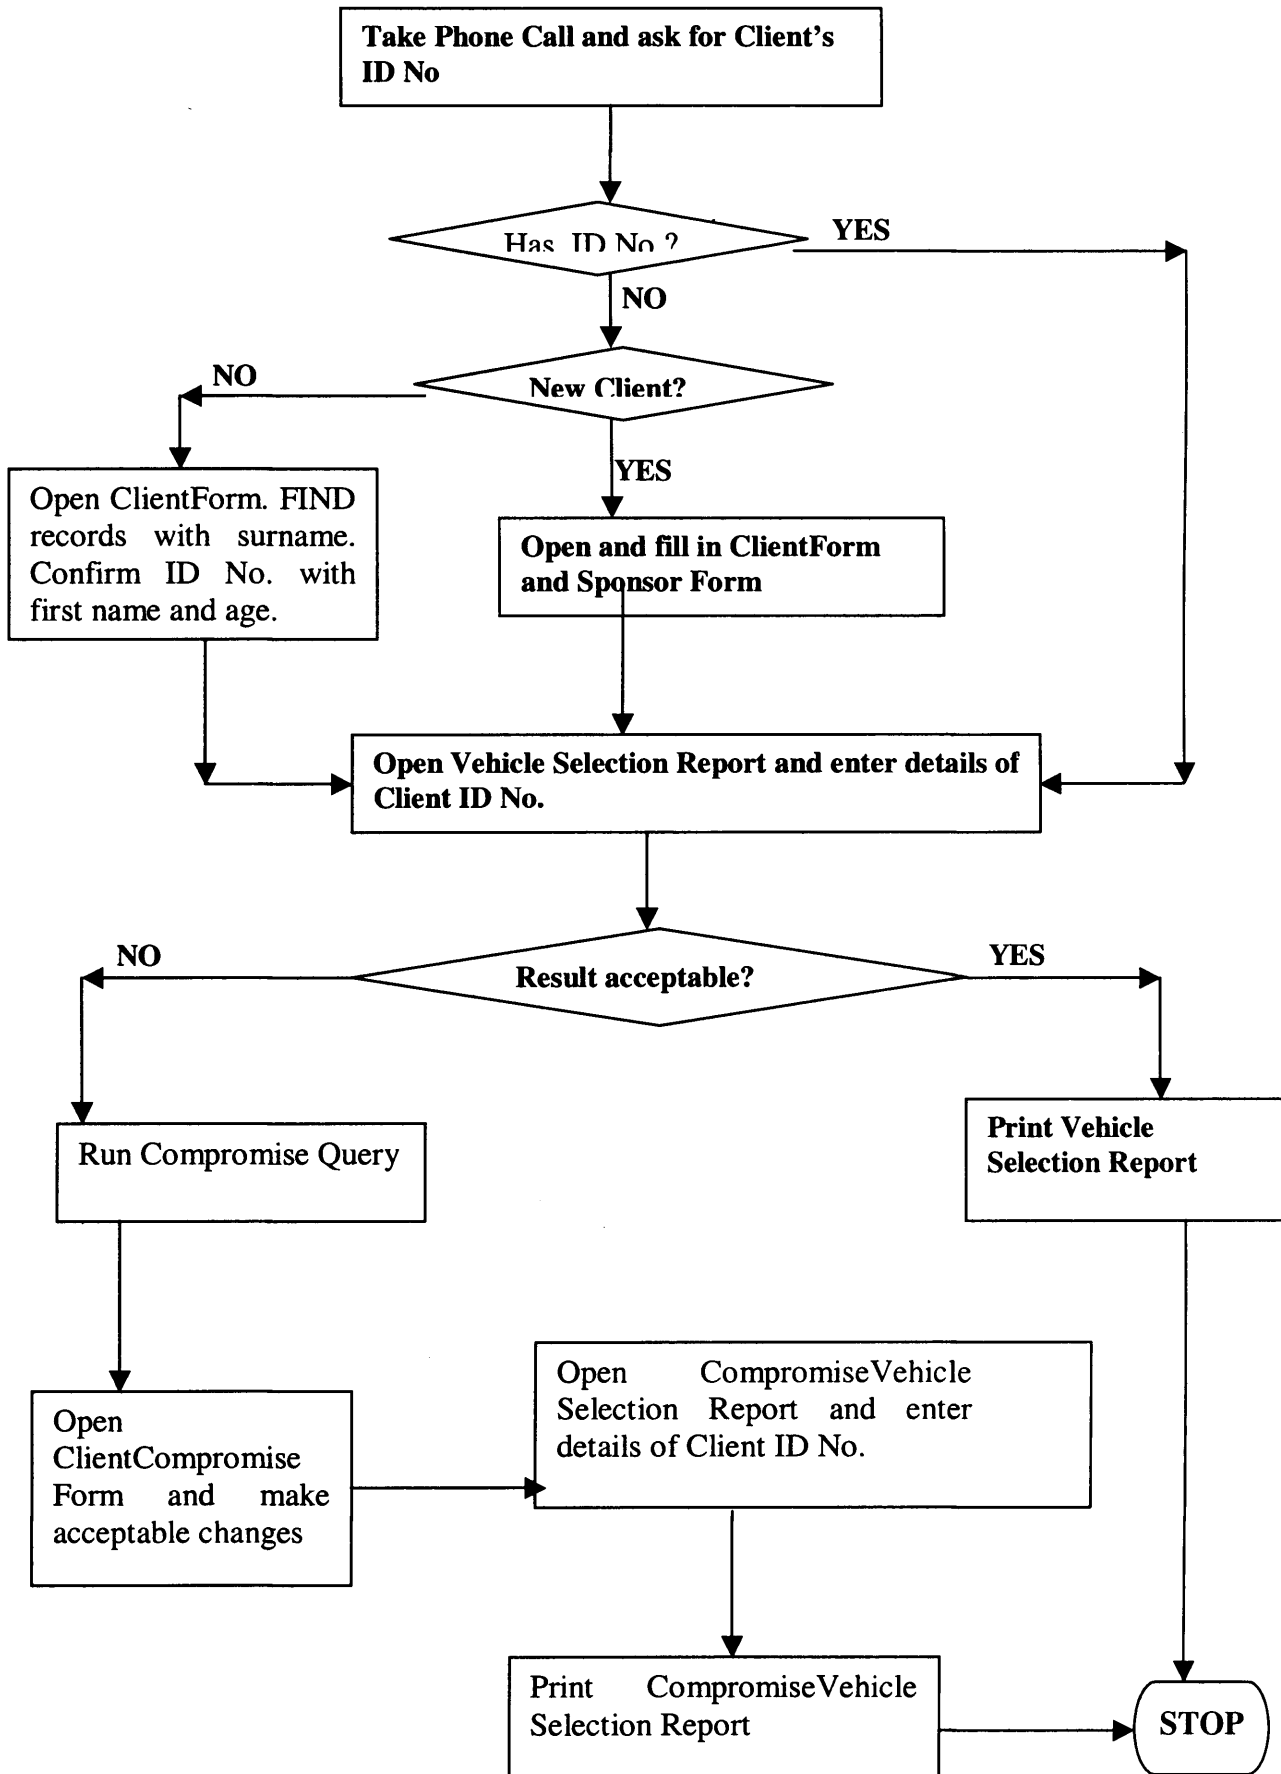 Take Phone Call and ask for Client's
ID No
Has ID No ?
YES
NO
New Client?
NO
YES
Open ClientForm. FIND
records with surname.
Confirm ID No. with
first name and age.
Open and fill in ClientForm
and Sponsor Form
Open Vehicle Selection Report and enter details of
Client ID No.
Result acceptable?
NO
YES
Run Compromise Query
Print Vehicle
Selection Report
Open
ClientCompromise
Form and make
acceptable changes
Open CompromiseVehicle
Selection Report and enter
details of Client ID No.
Print CompromiseVehicle
Selection Report
STOP